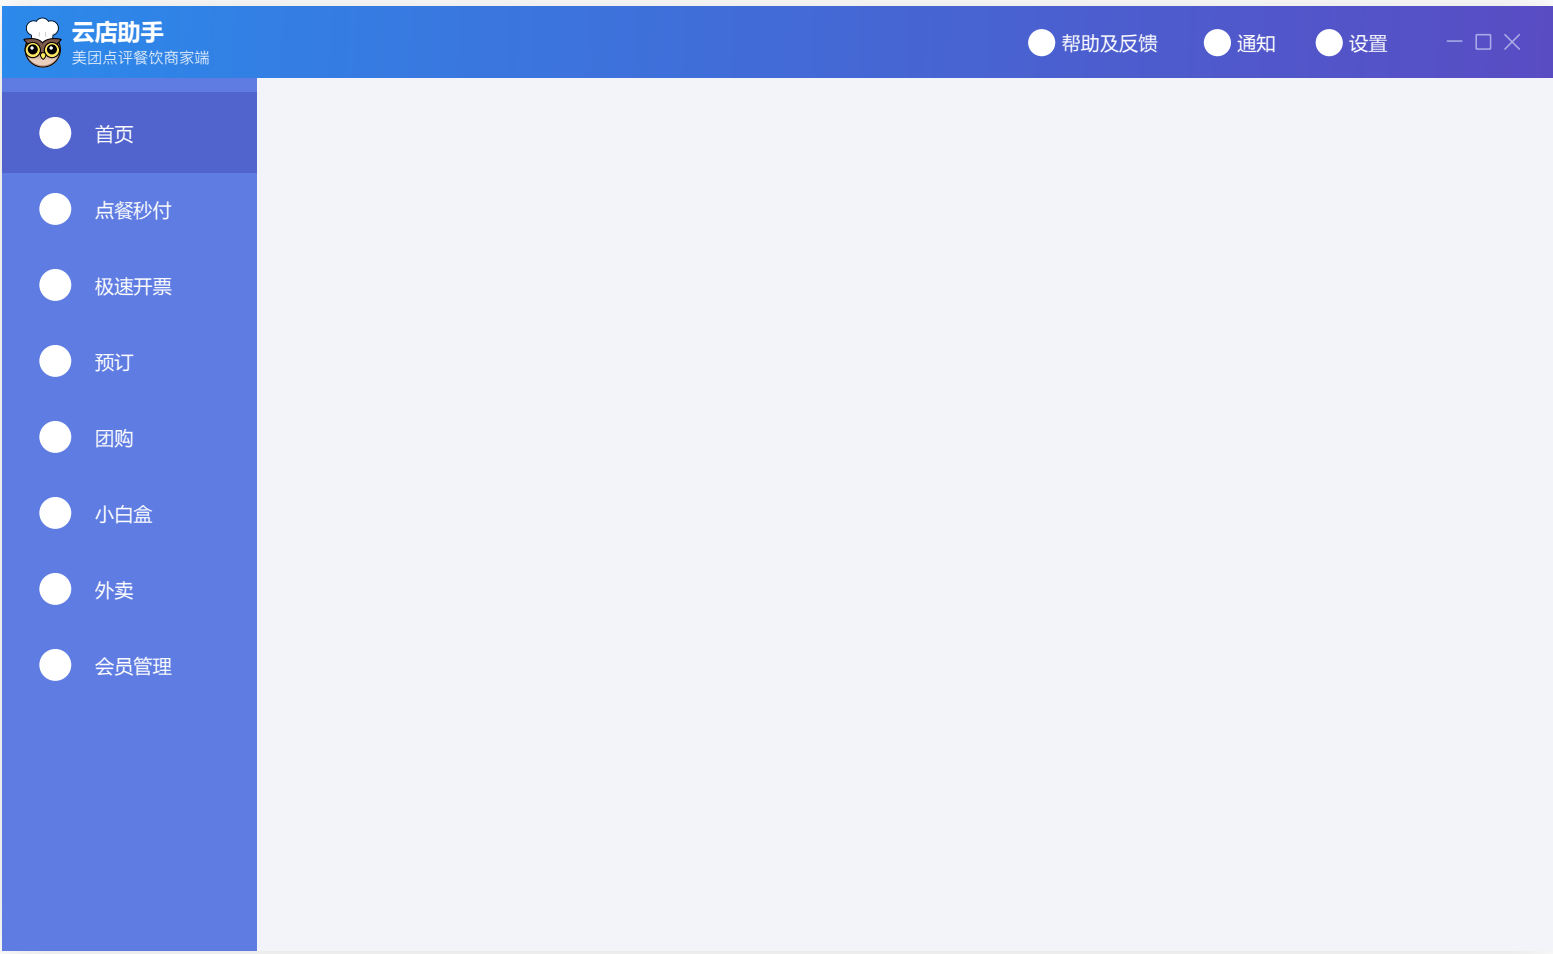 云店助手
美团点评餐饮商家端
帮助及反馈
通知
设置
首页
点餐秒付
极速开票
预订
团购
小白盒
外卖
会员管理